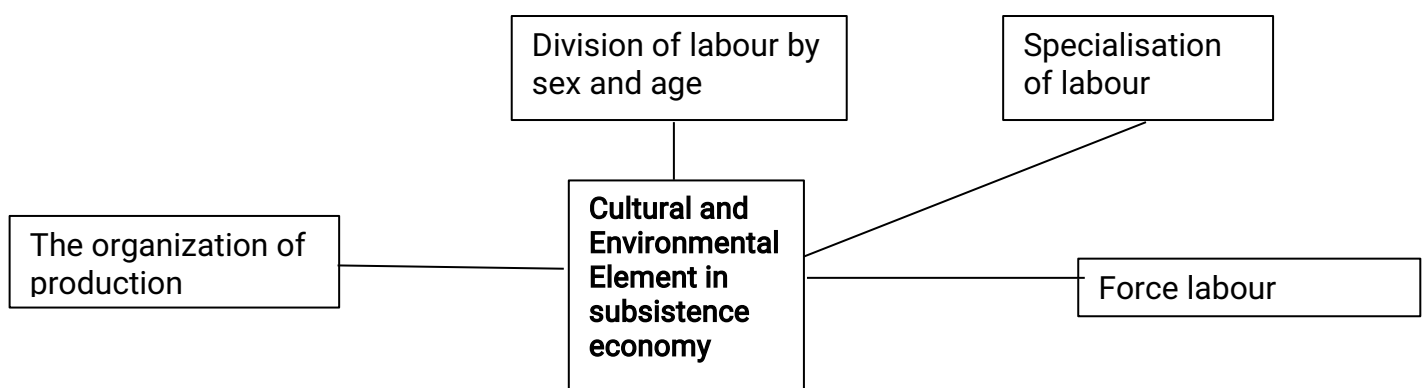 Division of labour by
sex and age
Specialisation
of labour
Cultural and
Environmental
Element in
subsistence
economy
The organization of
production
Force labour